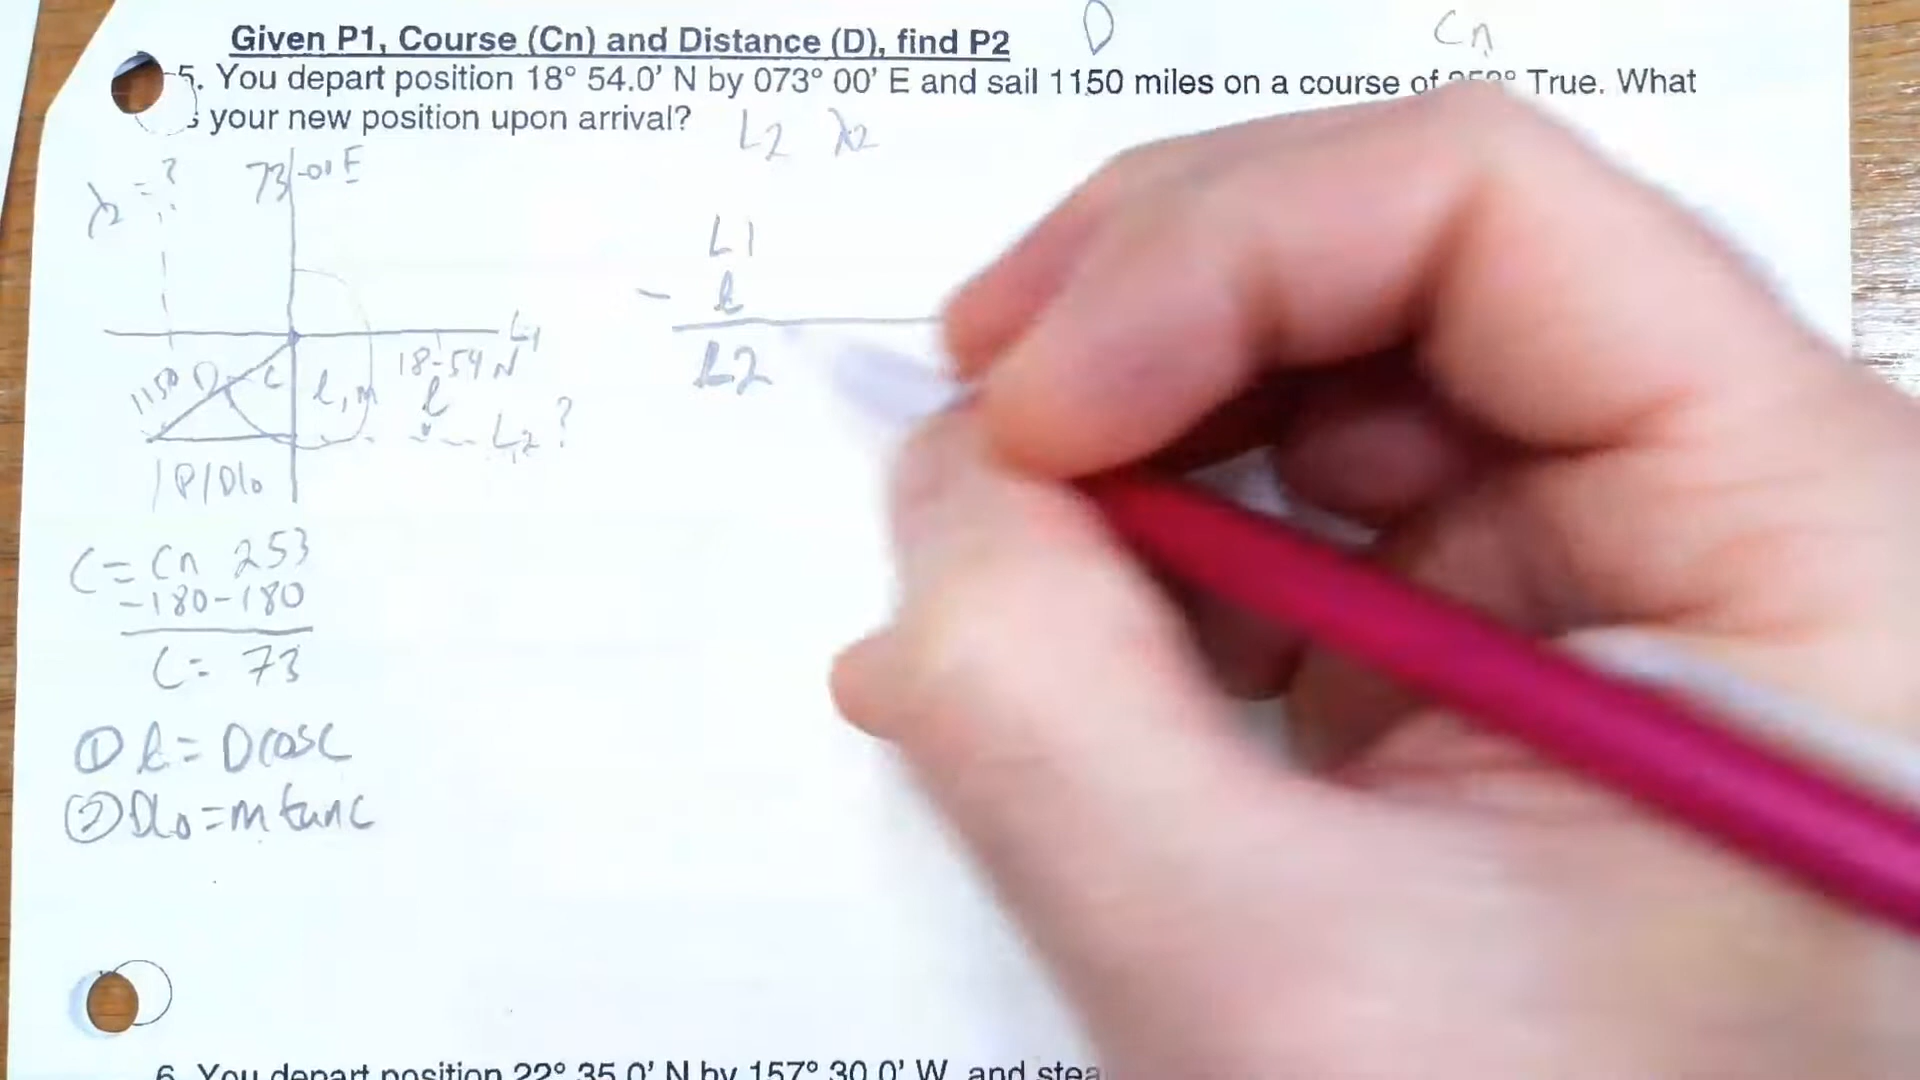 D Cn
Given P1, Course (Cn) and Distance (D), find P2
5. You depart position 18° 54.0' N by 073° 00' E and sail 1150 miles on a course of True. What
s your new position upon arrival? L2 λ2
λ2 = ? 73-00 E
L1
- l
L1
18-54 N
L2
1150 D C l, m l
L2 ?
P/Dlo
C = Cn 253
-180-180
C = 73
① l = D cos C
② Dlo = m tan C
6. You depart position 22° 35.0' N by 157° 30.0' W, and stea